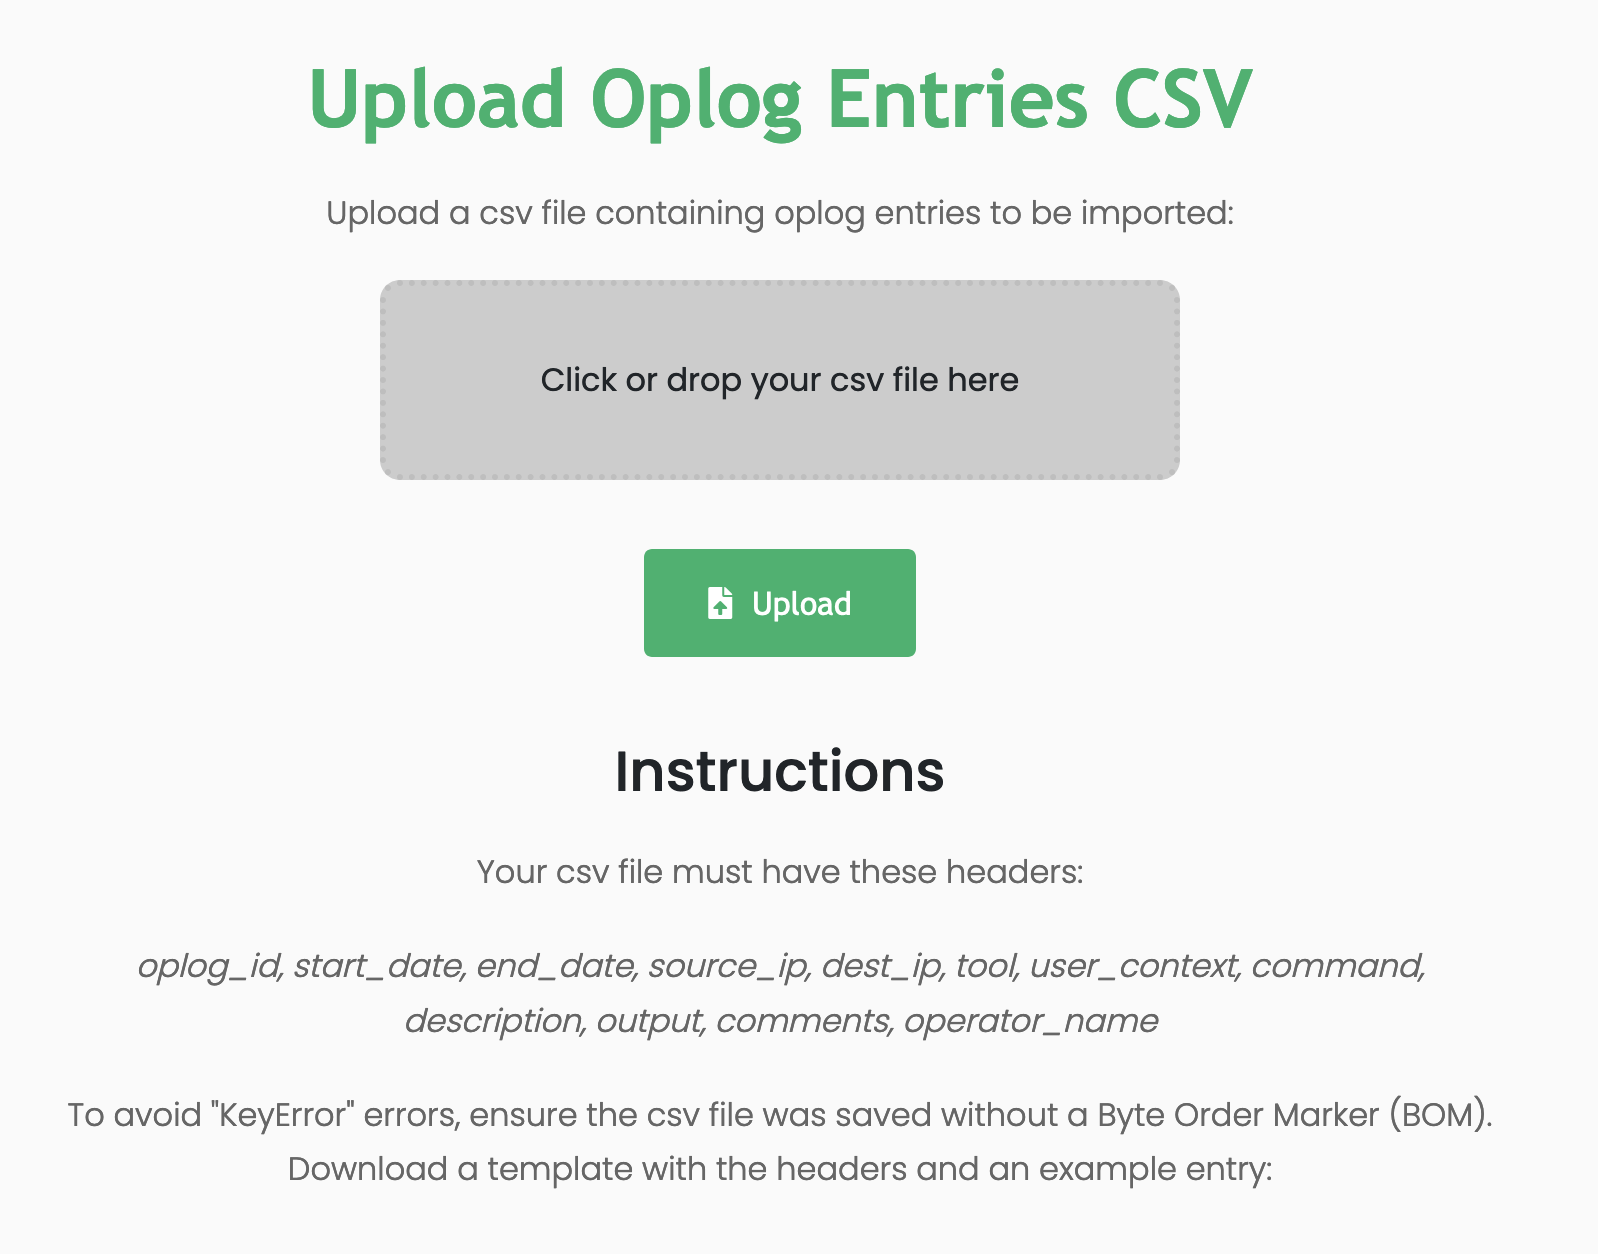 Upload Oplog Entries CSV
Upload a csv file containing oplog entries to be imported:
Click or drop your csv file here
Upload
Instructions
Your csv file must have these headers:
oplog_id, start_date, end_date, source_ip, dest_ip, tool, user_context, command,
description, output, comments, operator_name
To avoid "KeyError" errors, ensure the csv file was saved without a Byte Order Marker (BOM).
Download a template with the headers and an example entry: